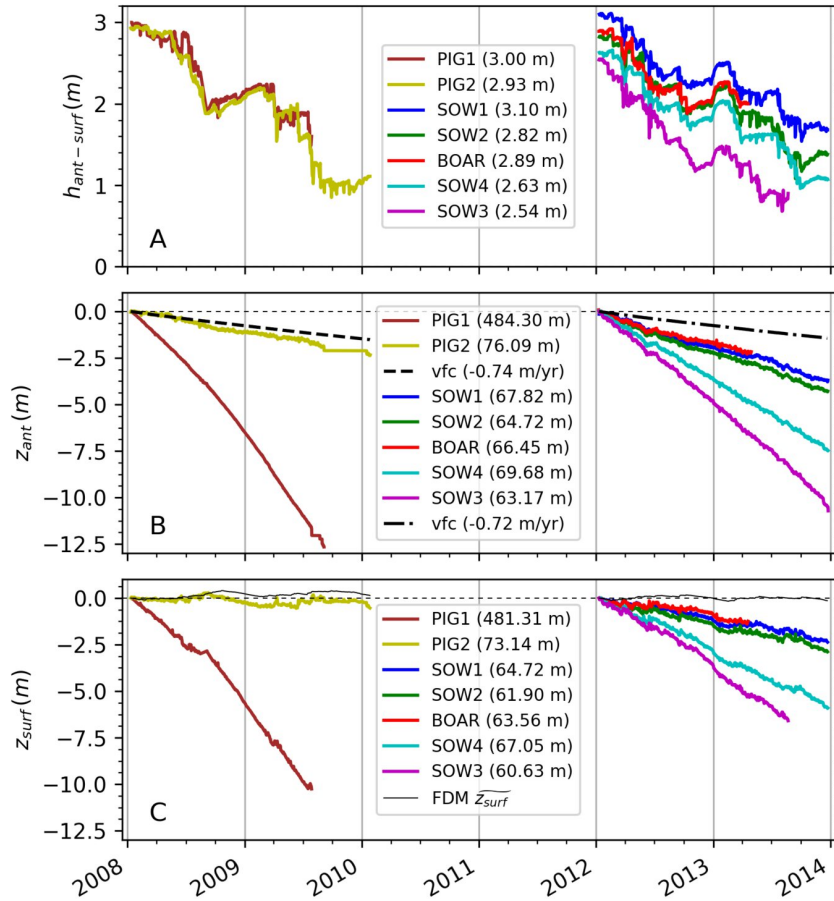 3
2
1
0
h_ant−surf (m)
PIG1 (3.00 m)
PIG2 (2.93 m)
SOW1 (3.10 m)
SOW2 (2.82 m)
BOAR (2.89 m)
SOW4 (2.63 m)
SOW3 (2.54 m)
A
0.0
−2.5
−5.0
−7.5
−10.0
−12.5
z_ant (m)
PIG1 (484.30 m)
PIG2 (76.09 m)
vfc (-0.74 m/yr)
SOW1 (67.82 m)
SOW2 (64.72 m)
BOAR (66.45 m)
SOW4 (69.68 m)
SOW3 (63.17 m)
vfc (-0.72 m/yr)
B
0.0
−2.5
−5.0
−7.5
−10.0
−12.5
z_surf (m)
PIG1 (481.31 m)
PIG2 (73.14 m)
SOW1 (64.72 m)
SOW2 (61.90 m)
BOAR (63.56 m)
SOW4 (67.05 m)
SOW3 (60.63 m)
FDM z_surf
C
2008
2009
2010
2011
2012
2013
2014